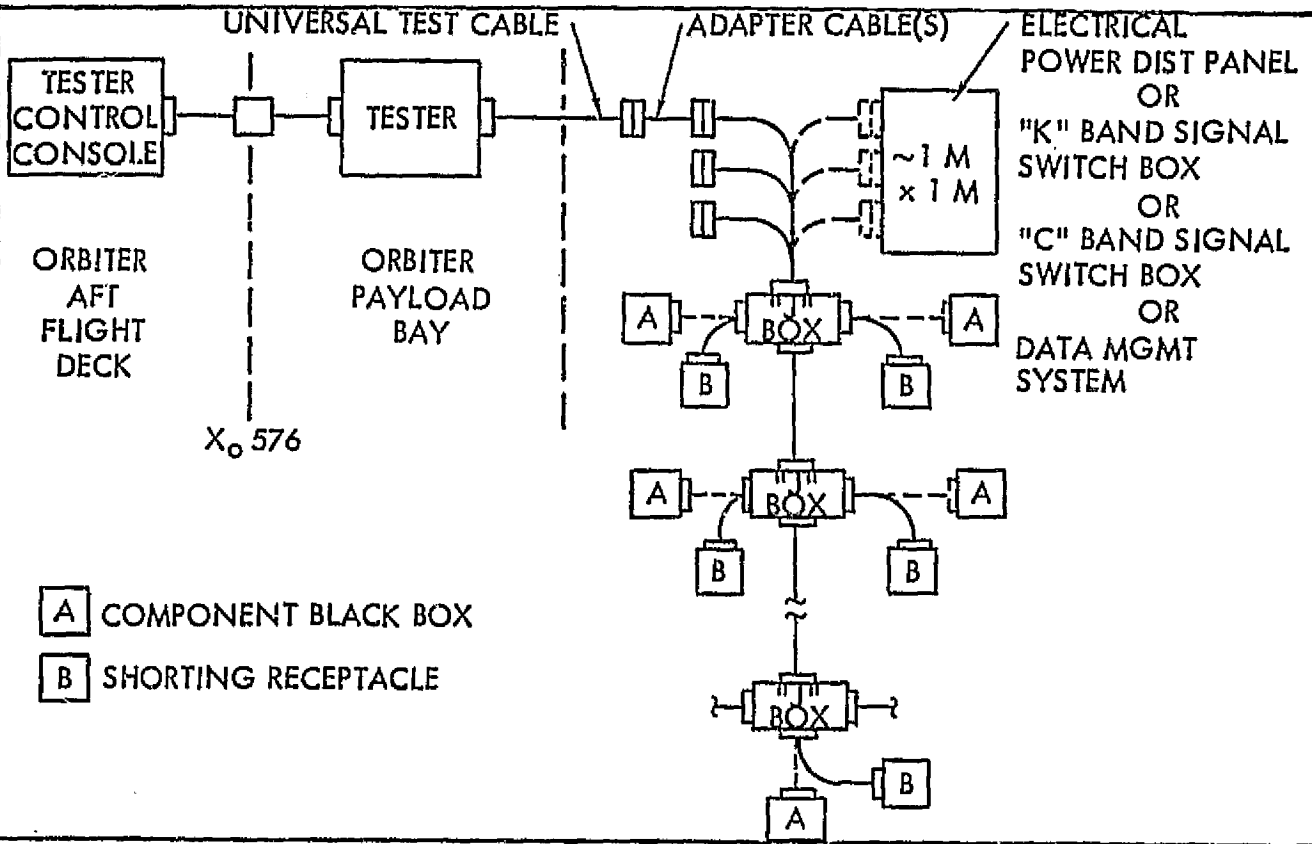 UNIVERSAL TEST CABLE
ADAPTER CABLE(S)
ELECTRICAL
POWER DIST PANEL
OR
"K" BAND SIGNAL
SWITCH BOX
OR
"C" BAND SIGNAL
SWITCH BOX
OR
DATA MGMT
SYSTEM
TESTER
CONTROL
CONSOLE
TESTER
~1 M
x 1 M
ORBITER
AFT
FLIGHT
DECK
ORBITER
PAYLOAD
BAY
X₀ 576
A
BOX
A
B
B
A
BOX
A
B
B
BOX
B
A
A COMPONENT BLACK BOX
B SHORTING RECEPTACLE